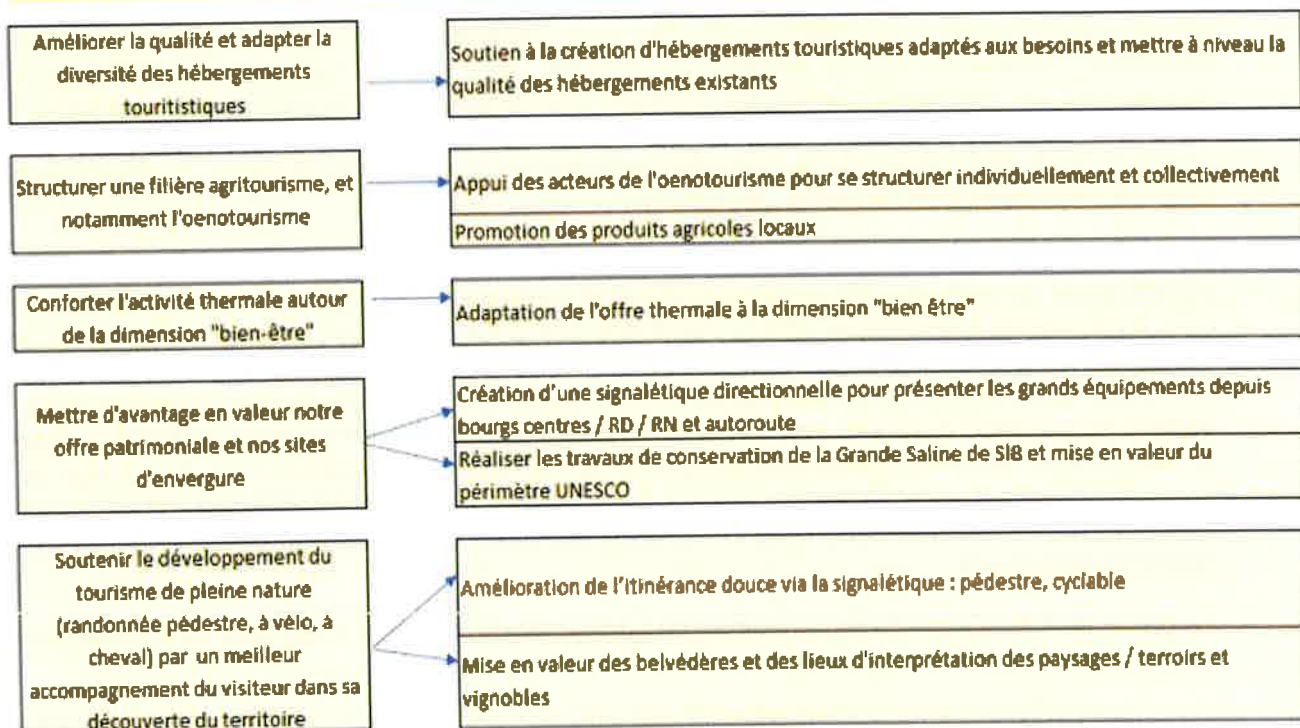 Améliorer la qualité et adapter la
diversité des hébergements
touritistiques
Soutien à la création d'hébergements touristiques adaptés aux besoins et mettre à niveau la
qualité des hébergements existants
Structurer une filière agritourisme, et
notamment l'oenotourisme
Appui des acteurs de l'oenotourisme pour se structurer individuellement et collectivement
Promotion des produits agricoles locaux
Conforter l'activité thermale autour
de la dimension "bien-être"
Adaptation de l'offre thermale à la dimension "bien être"
Mettre d'avantage en valeur notre
offre patrimoniale et nos sites
d'envergure
Création d'une signalétique directionnelle pour présenter les grands équipements depuis
bourgs centres / RD / RN et autoroute
Réaliser les travaux de conservation de la Grande Saline de SlB et mise en valeur du
périmètre UNESCO
Soutenir le développement du
tourisme de pleine nature
(randonnée pédestre, à vélo, à
cheval) par un meilleur
accompagnement du visiteur dans sa
découverte du territoire
Amélioration de l'itinérance douce via la signalétique : pédestre, cyclable
Mise en valeur des belvédères et des lieux d'interprétation des paysages / terroirs et
vignobles